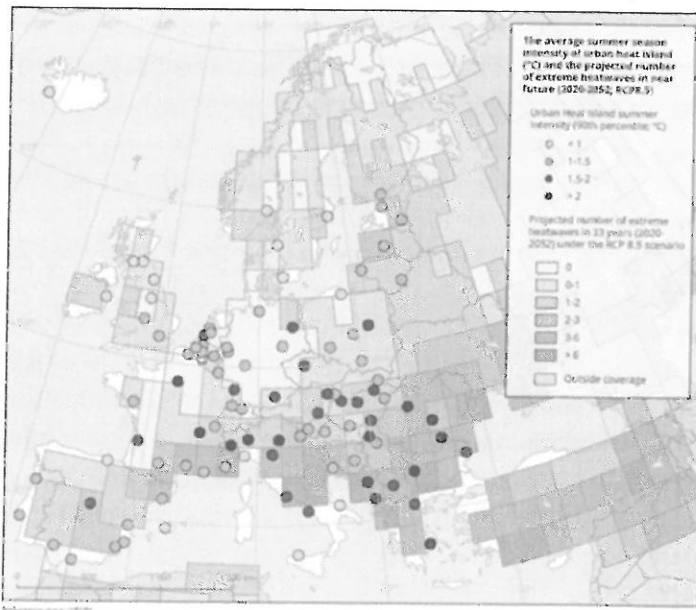 The average summer season
intensity of urban heat island
(°C) and the projected number
of extreme heatwaves in near
future (2020-2052; RCP8.5)
Urban Heat Island summer
intensity (90th percentile; °C)
< 1
1-1.5
1.5-2
> 2
Projected number of extreme
heatwaves in 33 years (2020-
2052) under the RCP 8.5 scenario
0
0-1
1-2
2-3
3-6
> 6
Outside coverage